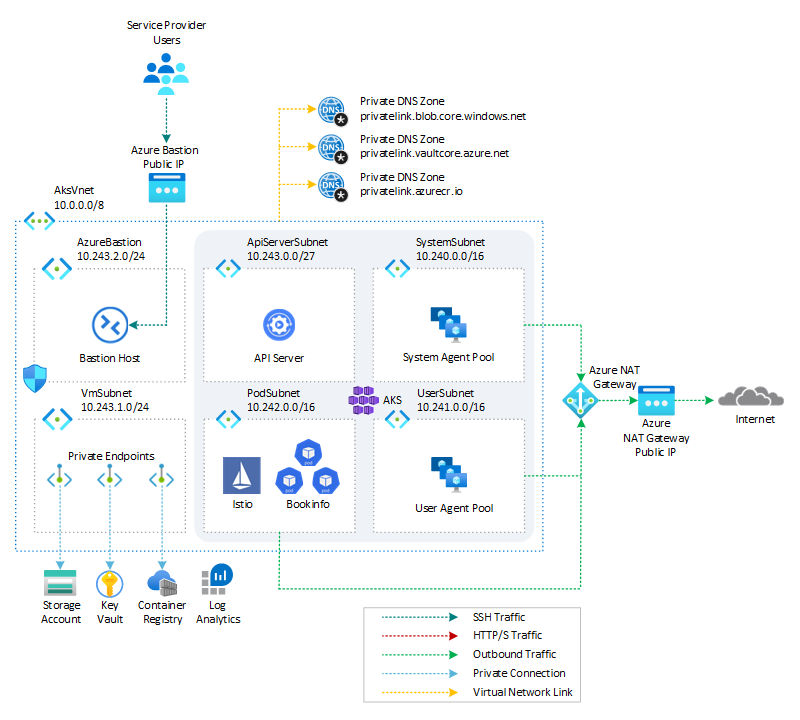 Service Provider
Users
Azure Bastion
Public IP
Private DNS Zone
privatelink.blob.core.windows.net
Private DNS Zone
privatelink.vaultcore.azure.net
Private DNS Zone
privatelink.azurecr.io
DNS
DNS
DNS
AksVnet
10.0.0.0/8
AzureBastion
10.243.2.0/24
Bastion Host
ApiServerSubnet
10.243.0.0/27
API Server
SystemSubnet
10.240.0.0/16
System Agent Pool
VmSubnet
10.243.1.0/24
Private Endpoints
PodSubnet
10.242.0.0/16
Istio
pod
pod
pod
Bookinfo
AKS
UserSubnet
10.241.0.0/16
User Agent Pool
Azure NAT
Gateway
Azure
NAT Gateway
Public IP
Internet
Storage
Account
Key
Vault
Container
Registry
Log
Analytics
SSH Traffic
HTTP/S Traffic
Outbound Traffic
Private Connection
Virtual Network Link